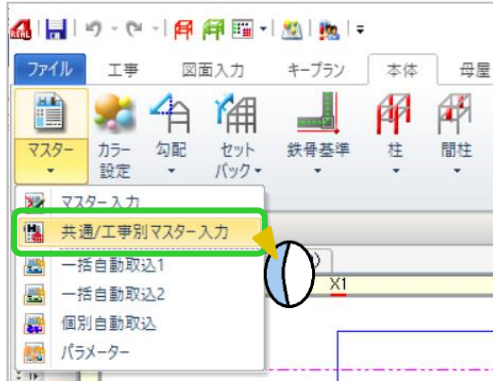 REAL
ファイル 工事 図面入力 キープラン 本体 母屋
マスター カラー設定 勾配 セットバック 鉄骨基準 柱 間柱
マスター入力
共通/工事別マスター入力
一括自動取込1
一括自動取込2
個別自動取込
パラメーター
X1